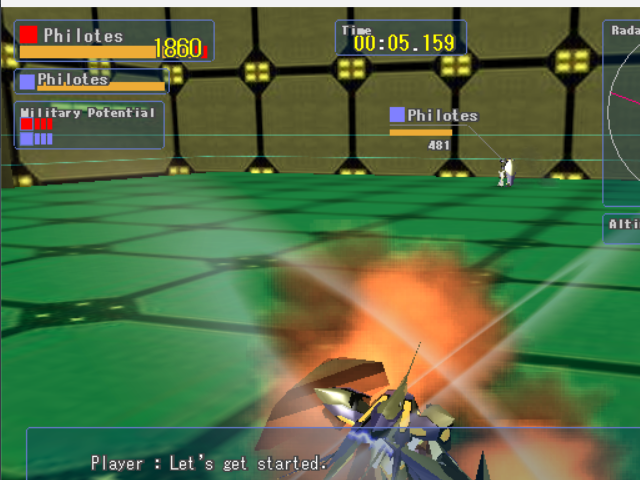 Philotes
1860
Philotes
Military Potential
Time
00:05.159
Philotes
481
Rada
Alti
Player : Let's get started.